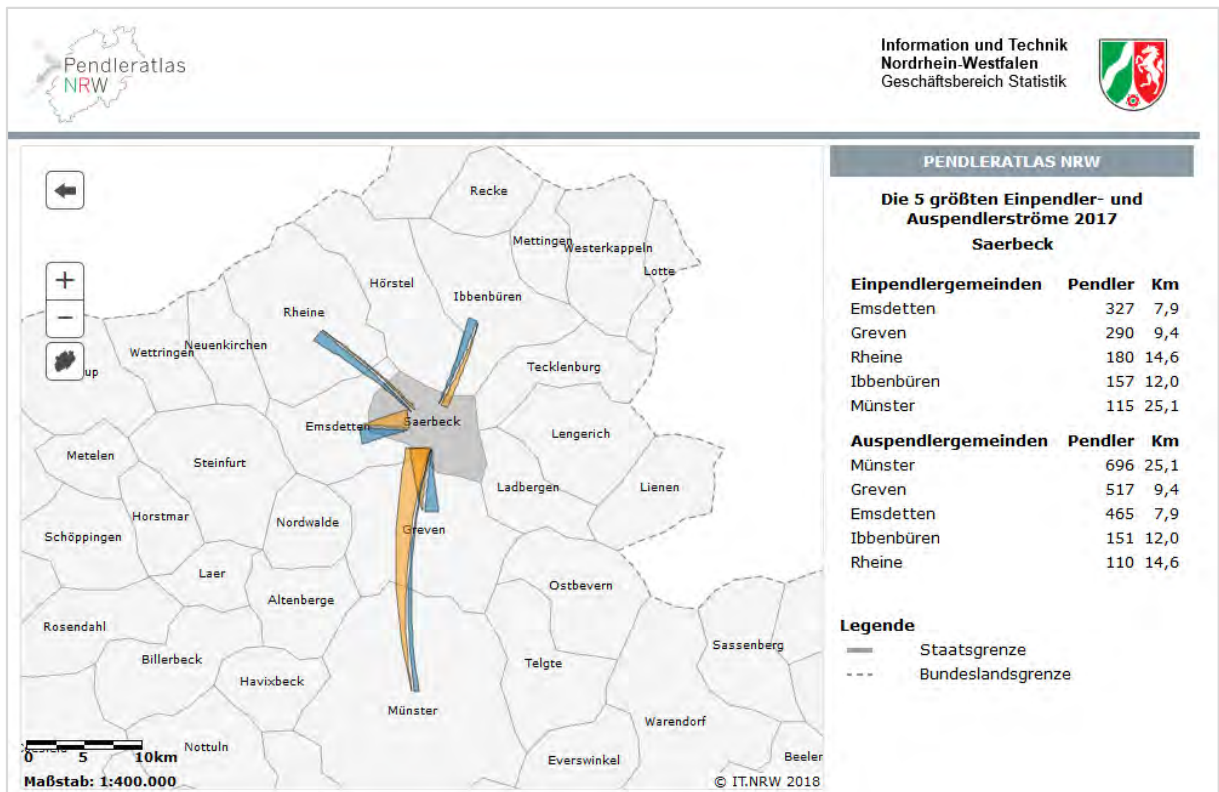 Pendleratlas
NRW
Information und Technik
Nordrhein-Westfalen
Geschäftsbereich Statistik
PENDLERATLAS NRW
Die 5 größten Einpendler- und
Auspendlerströme 2017
Saerbeck
Einpendlergemeinden Pendler Km
Emsdetten 327 7,9
Greven 290 9,4
Rheine 180 14,6
Ibbenbüren 157 12,0
Münster 115 25,1
Auspendlergemeinden Pendler Km
Münster 696 25,1
Greven 517 9,4
Emsdetten 465 7,9
Ibbenbüren 151 12,0
Rheine 110 14,6
Legende
Staatsgrenze
Bundeslandsgrenze
Recke
Mettingen
Westerkappeln
Lotte
Hörstel
Ibbenbüren
Rheine
Neuenkirchen
Wettringen
up
Tecklenburg
Saerbeck
Emsdetten
Lengerich
Metelen
Steinfurt
Ladbergen
Lienen
Horstmar
Nordwalde
Greven
Schöppingen
Laer
Ostbevern
Altenberge
Rosendahl
Billerbeck
Telgte
Sassenberg
Havixbeck
Münster
Warendorf
Nottuln
Everswinkel
Beeler
0 5 10km
Maßstab: 1:400.000
© IT.NRW 2018